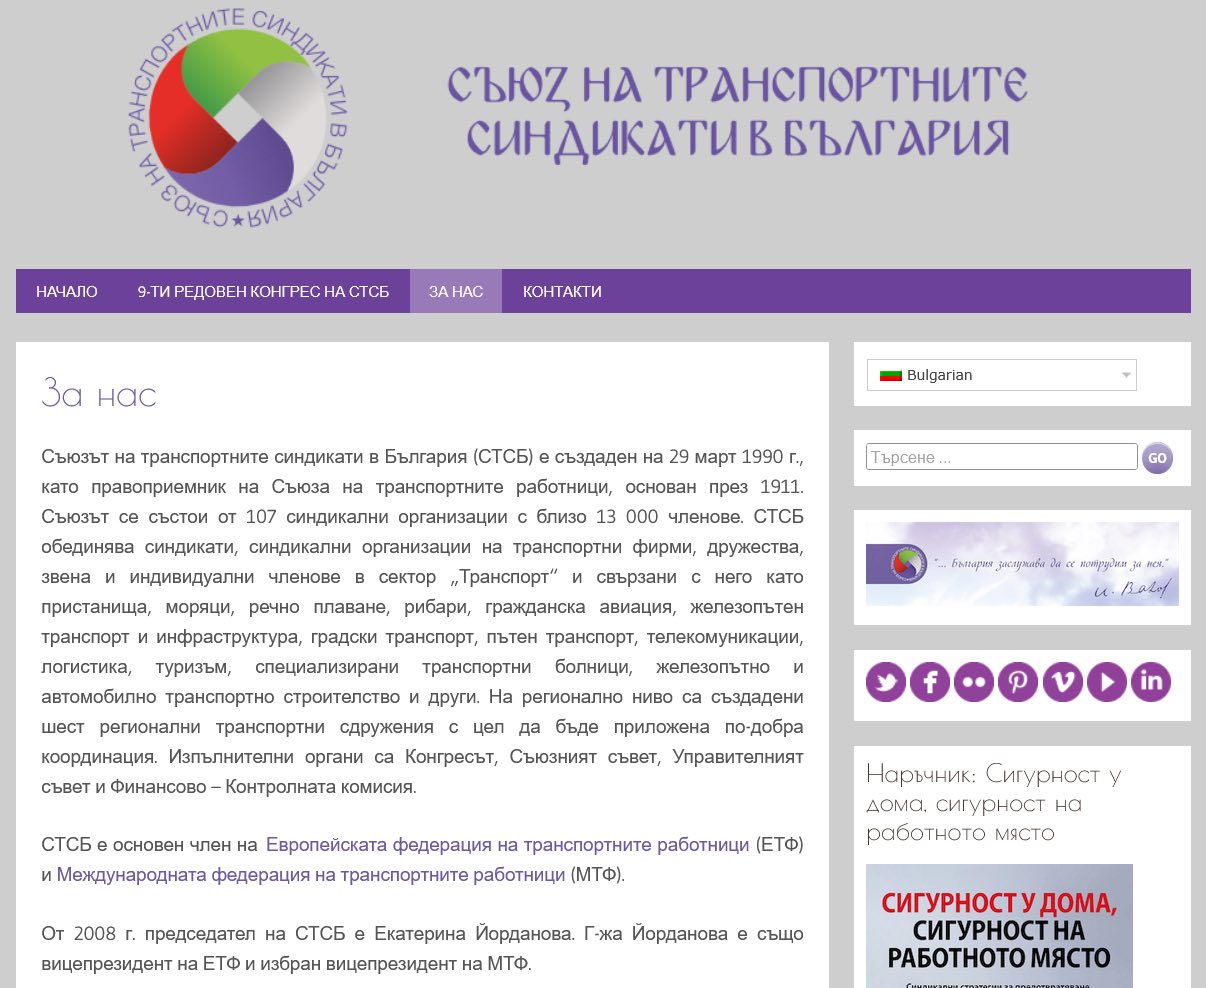 СЪЮЗ НА ТРАНСПОРТНИТЕ СИНДИКАТИ В БЪЛГАРИЯ
СЪЮЗ НА ТРАНСПОРТНИТЕ
СИНДИКАТИ В БЪЛГАРИЯ
НАЧАЛО
9-ТИ РЕДОВЕН КОНГРЕС НА СТСБ
ЗА НАС
КОНТАКТИ
За нас
Съюзът на транспортните синдикати в България (СТСБ) е създаден на 29 март 1990 г.,
като правоприемник на Съюза на транспортните работници, основан през 1911.
Съюзът се състои от 107 синдикални организации с близо 13 000 членове. СТСБ
обединява синдикати, синдикални организации на транспортни фирми, дружества,
звена и индивидуални членове в сектор „Транспорт“ и свързани с него като
пристанища, моряци, речно плаване, рибари, гражданска авиация, железопътен
транспорт и инфраструктура, градски транспорт, пътен транспорт, телекомуникации,
логистика, туризъм, специализирани транспортни болници, железопътно и
автомобилно транспортно строителство и други. На регионално ниво са създадени
шест регионални транспортни сдружения с цел да бъде приложена по-добра
координация. Изпълнителни органи са Конгресът, Съюзният съвет, Управителният
съвет и Финансово – Контролната комисия.
СТСБ е основен член на Европейската федерация на транспортните работници (ЕТФ)
и Международната федерация на транспортните работници (МТФ).
От 2008 г. председател на СТСБ е Екатерина Йорданова. Г-жа Йорданова е също
вицепрезидент на ЕТФ и избран вицепрезидент на МТФ.
Bulgarian
Търсене ...
GO
"... България заслужава да се потрудим за нея."
Наръчник: Сигурност у
дома, сигурност на
работното място
СИГУРНОСТ У ДОМА,
СИГУРНОСТ НА
РАБОТНОТО МЯСТО
Синдикални стратегии за предотвратяване